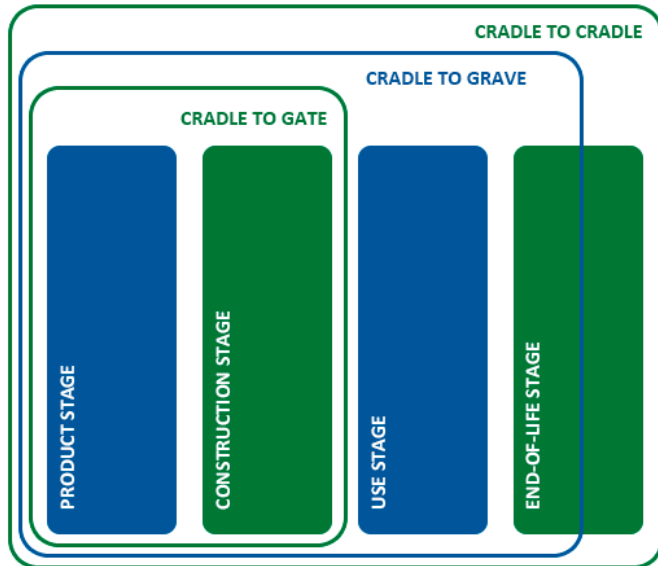 CRADLE TO CRADLE
CRADLE TO GRAVE
CRADLE TO GATE
PRODUCT STAGE
CONSTRUCTION STAGE
USE STAGE
END-OF-LIFE STAGE